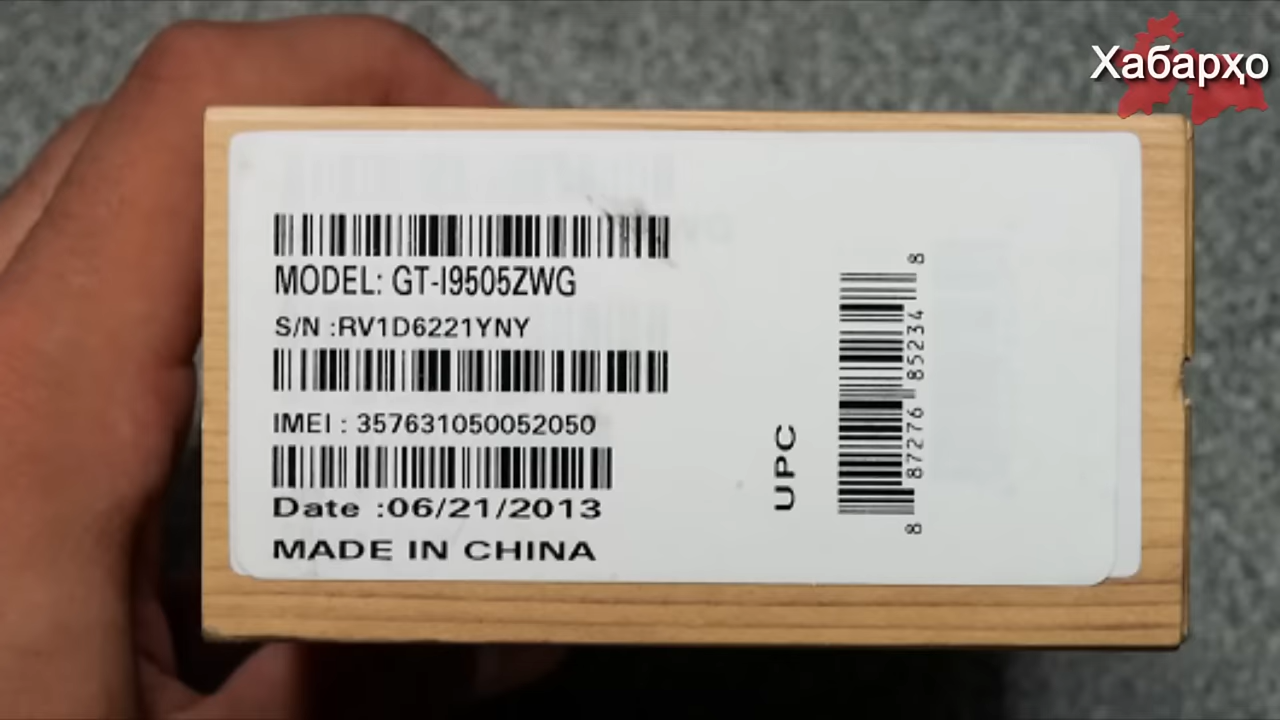 Хабарҳо
MODEL: GT-I9505ZWG
S/N :RV1D6221YNY
IMEI : 357631050052050
Date :06/21/2013
MADE IN CHINA
UPC
8 87276 85234 8